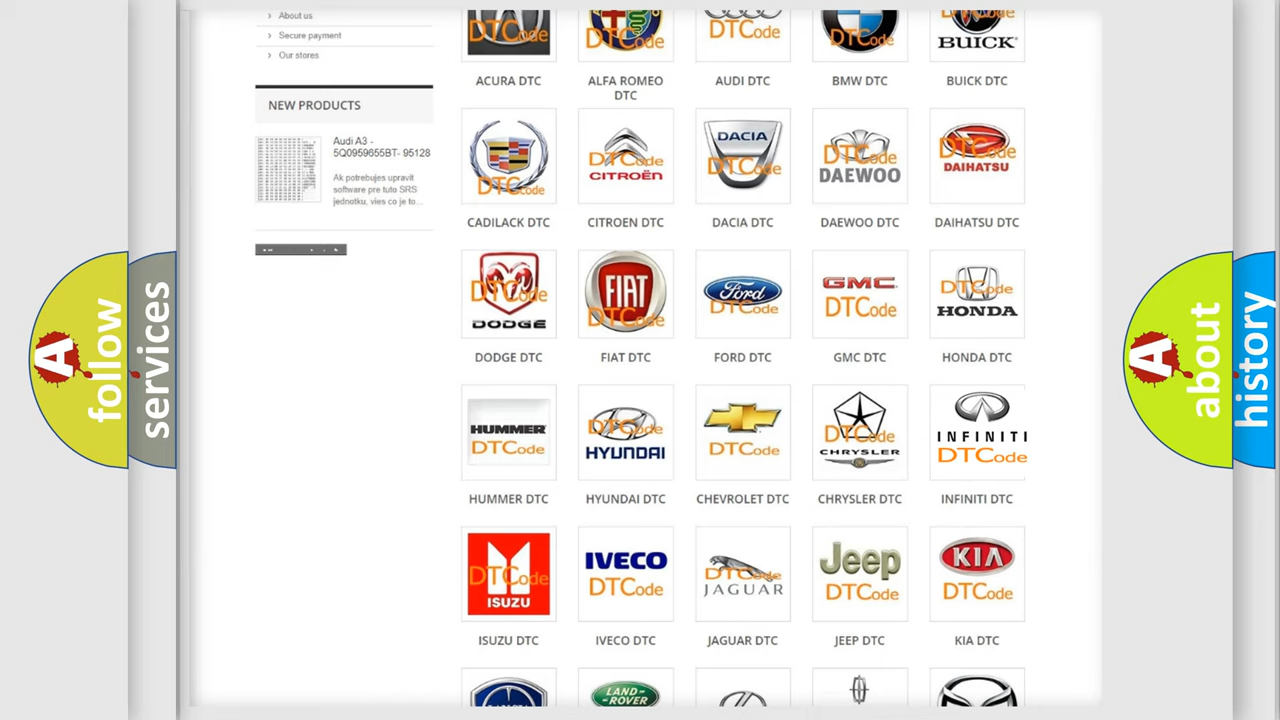 About us
Secure payment
Our stores
NEW PRODUCTS
Audi A3 -
5Q0959655BT- 95128
Ak potrebujes upravit
software pre tuto SRS
jednotku, vies co je to...
DTCode
DTCode
DTCode
DTCode
BUICK
ACURA DTC
ALFA ROMEO
DTC
AUDI DTC
BMW DTC
BUICK DTC
DTCode
DTCode
CITROËN
DACIA
DTCode
DTCode
DAEWOO
DTCode
DAIHATSU
CADILACK DTC
CITROEN DTC
DACIA DTC
DAEWOO DTC
DAIHATSU DTC
DTCode
DODGE
FIAT
DTCode
Ford
DTCode
GMC
DTCode
DTCode
HONDA
DODGE DTC
FIAT DTC
FORD DTC
GMC DTC
HONDA DTC
HUMMER
DTCode
DTCode
HYUNDAI
DTCode
DTCode
CHRYSLER
INFINITI
DTCode
HUMMER DTC
HYUNDAI DTC
CHEVROLET DTC
CHRYSLER DTC
INFINITI DTC
DTCode
ISUZU
IVECO
DTCode
DTCode
JAGUAR
Jeep
DTCode
KIA
DTCode
ISUZU DTC
IVECO DTC
JAGUAR DTC
JEEP DTC
KIA DTC
LAND-
ROVER
A follow
services
A about
history